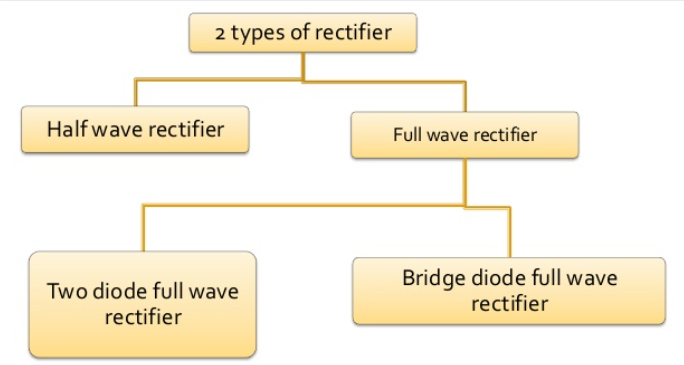 2 types of rectifier
Half wave rectifier
Full wave rectifier
Two diode full wave
rectifier
Bridge diode full wave
rectifier